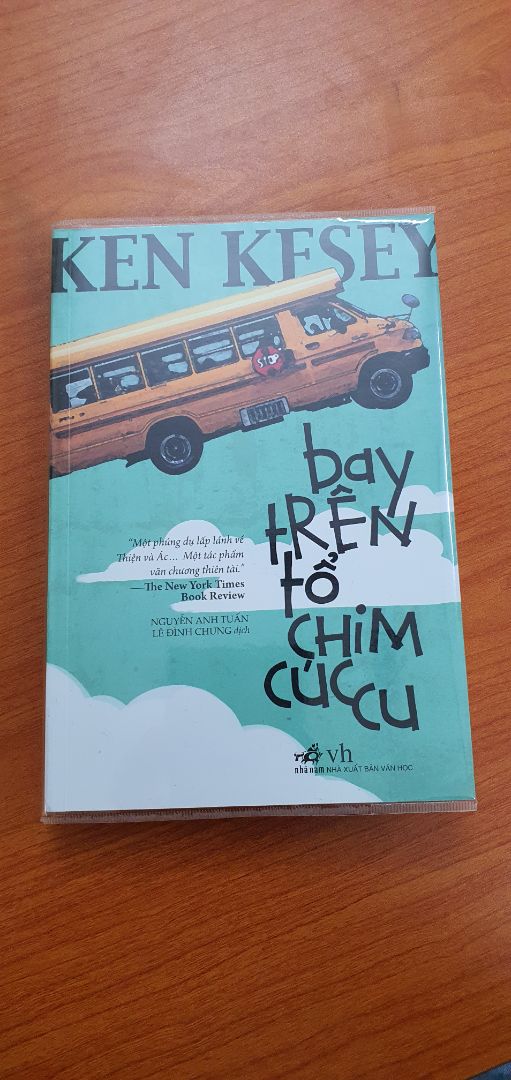 KEN KESEY
STOP
bay
tRÊN
tổ
CHiM
cúc cu
“Một phúng dụ lấp lánh về
Thiện và Ác... Một tác phẩm
văn chương thiên tài.”
—The New York Times
Book Review
NGUYỄN ANH TUẤN
LÊ ĐÌNH CHUNG dịch
vh
nhã nam NHÀ XUẤT BẢN VĂN HỌC